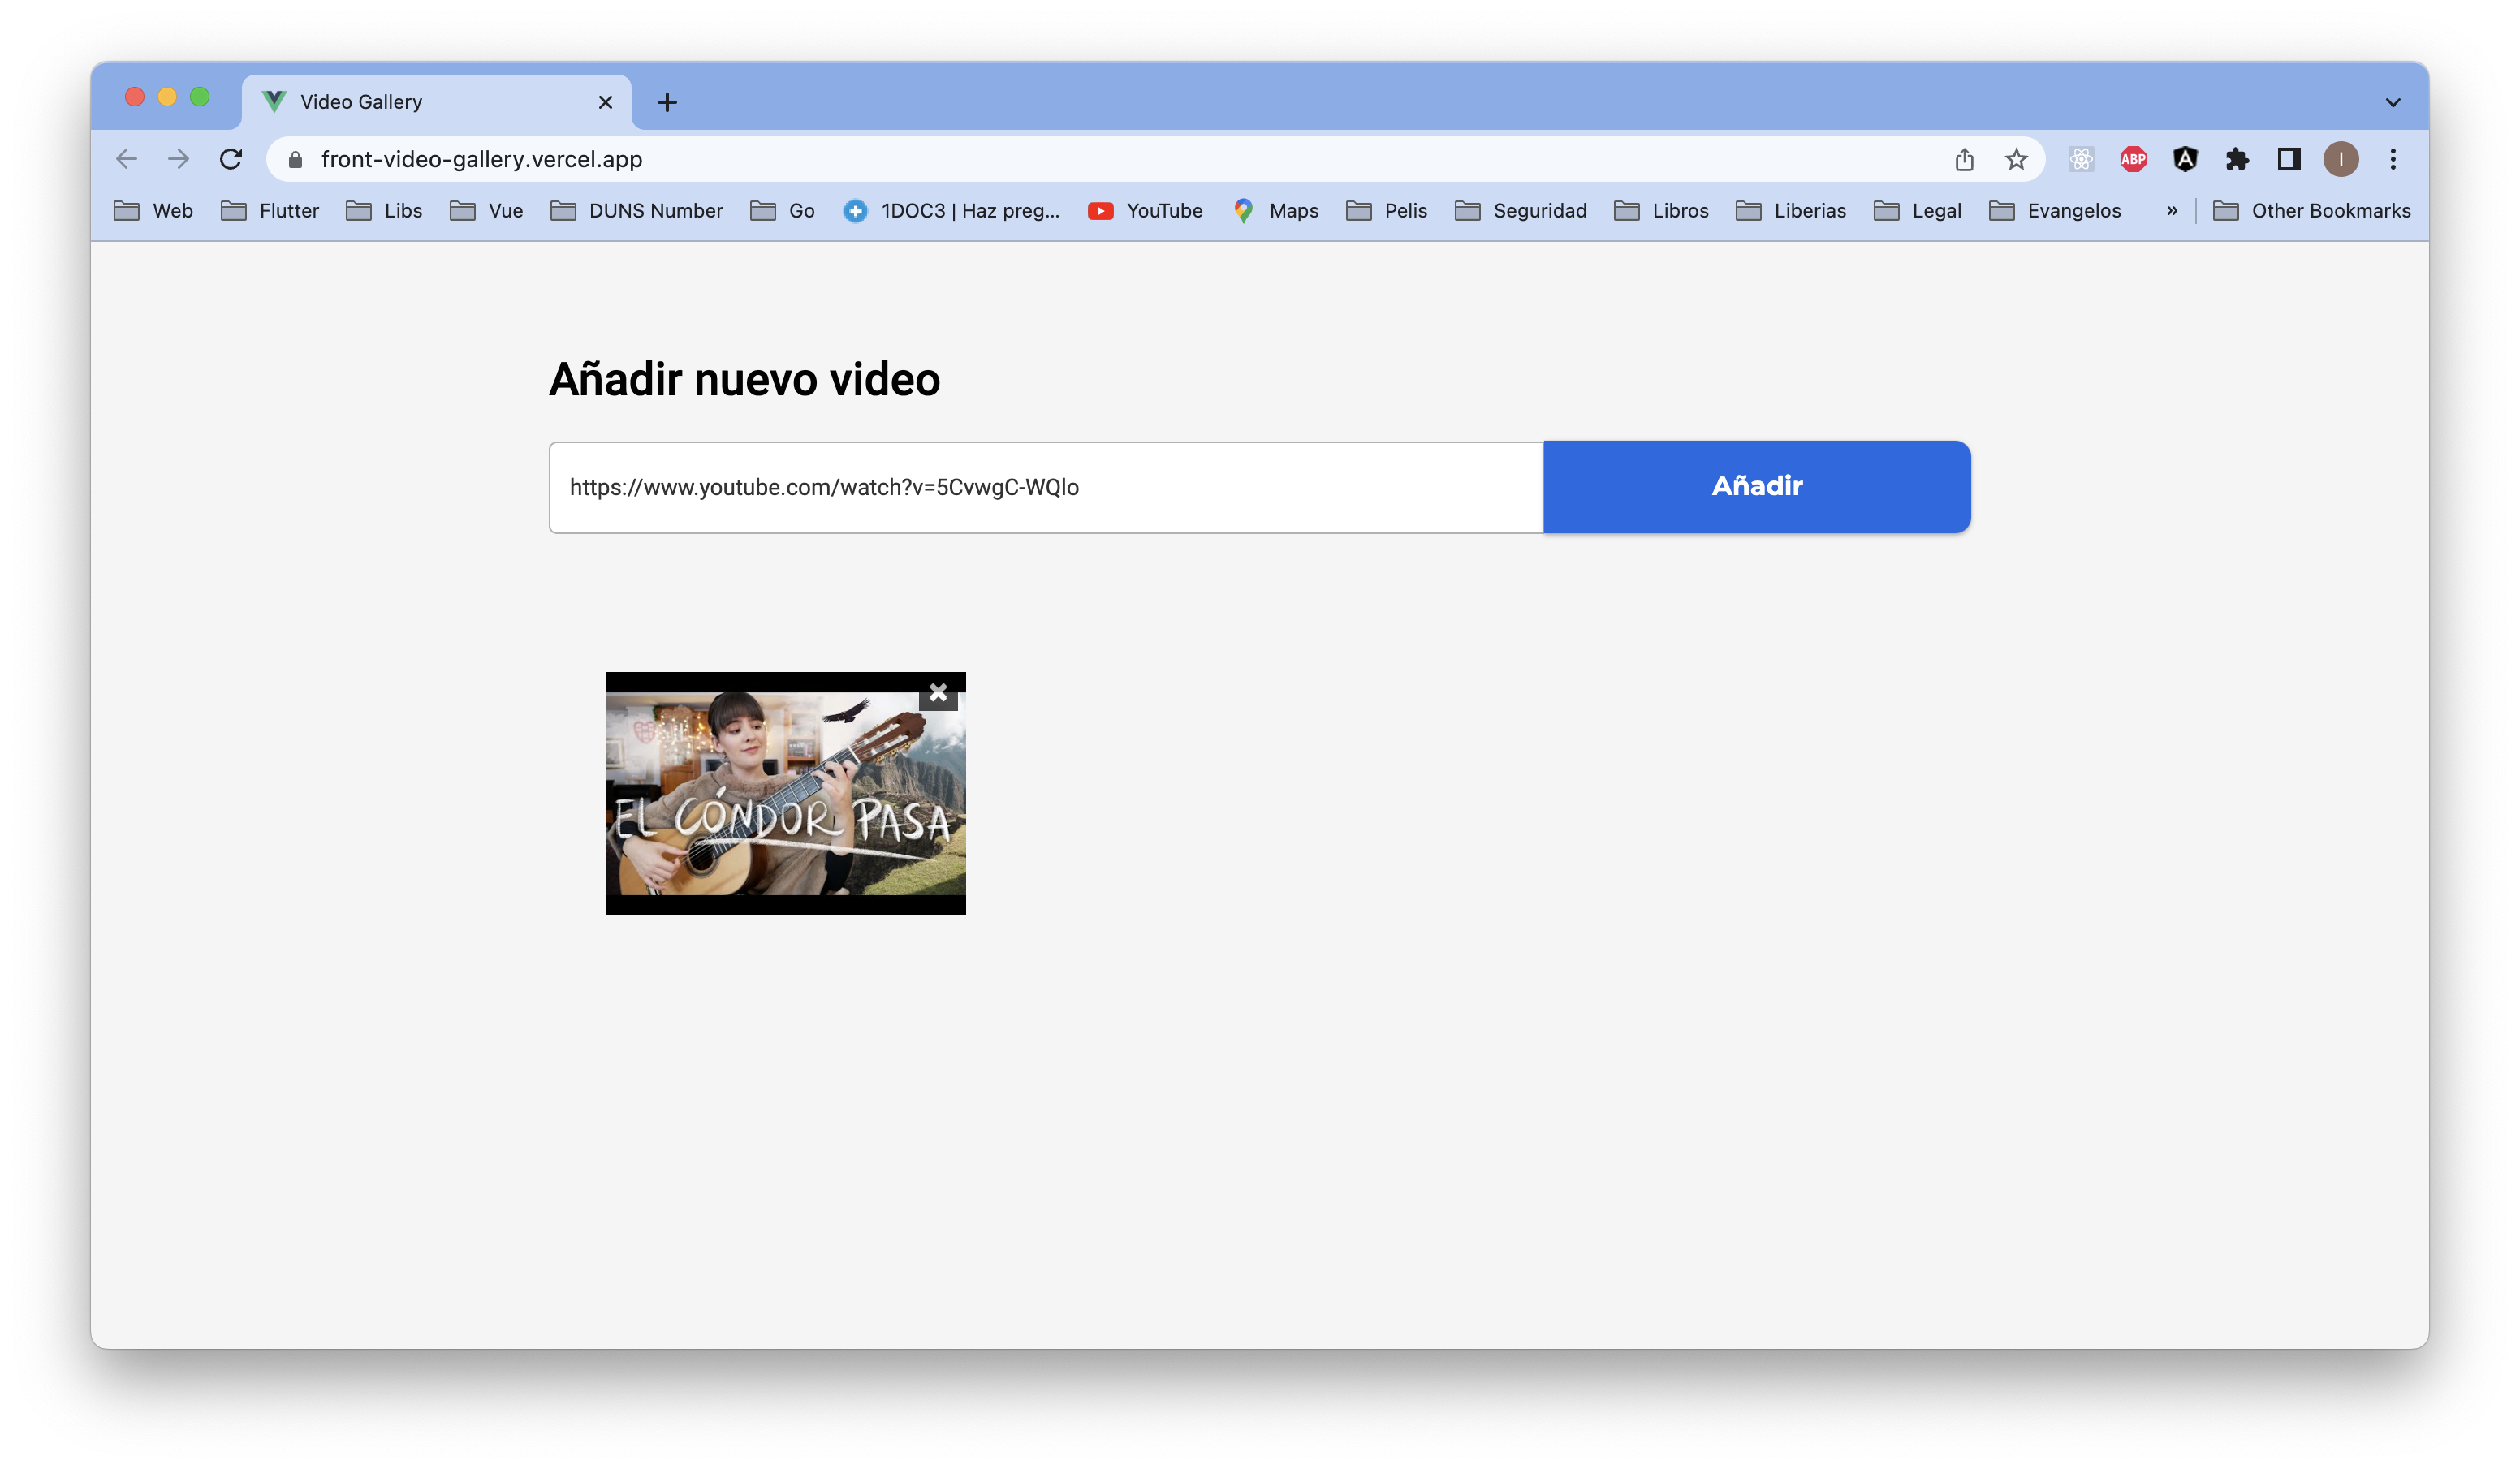 Video Gallery
front-video-gallery.vercel.app
ABP
I
Web Flutter Libs Vue DUNS Number Go 1DOC3 | Haz preg... YouTube Maps Pelis Seguridad Libros Liberias Legal Evangelos » Other Bookmarks
Añadir nuevo video
https://www.youtube.com/watch?v=5CvwgC-WQlo
Añadir
EL CÓNDOR PASA